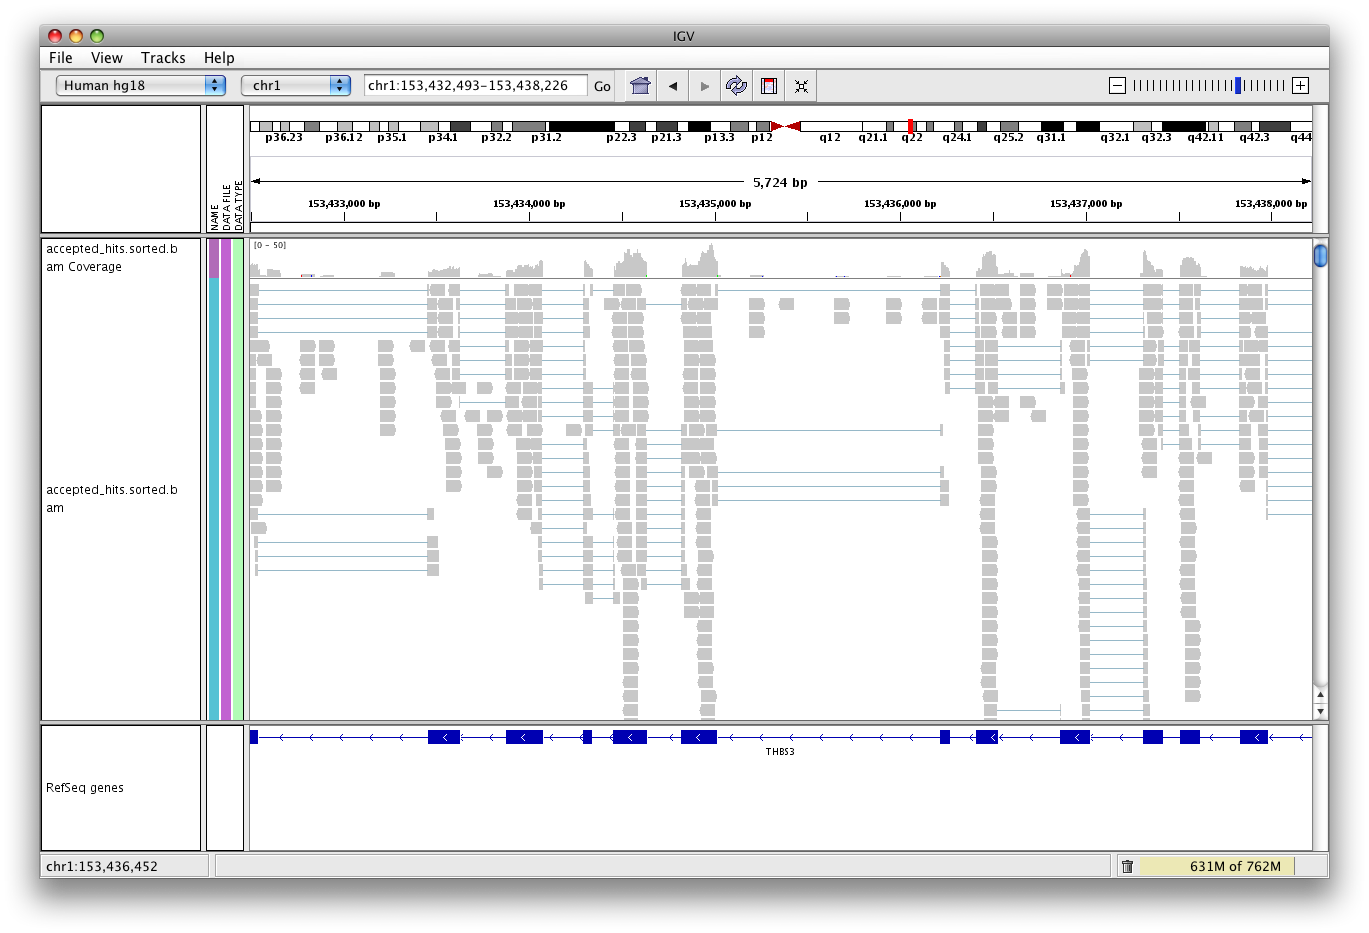 IGV
File View Tracks Help
Human hg18 chr1 chr1:153,432,493-153,438,226 Go
NAME
DATA FILE
DATA TYPE
p36.23 p36.12 p35.1 p34.1 p32.2 p31.2 p22.3 p21.3 p13.3 p12 q12 q21.1 q22 q24.1 q25.2 q31.1 q32.1 q32.3 q42.11 q42.3 q44
5,724 bp
153,433,000 bp 153,434,000 bp 153,435,000 bp 153,436,000 bp 153,437,000 bp 153,438,000 bp
accepted_hits.sorted.b
am Coverage
[0 - 50]
accepted_hits.sorted.b
am
THBS3
RefSeq genes
chr1:153,436,452
631M of 762M